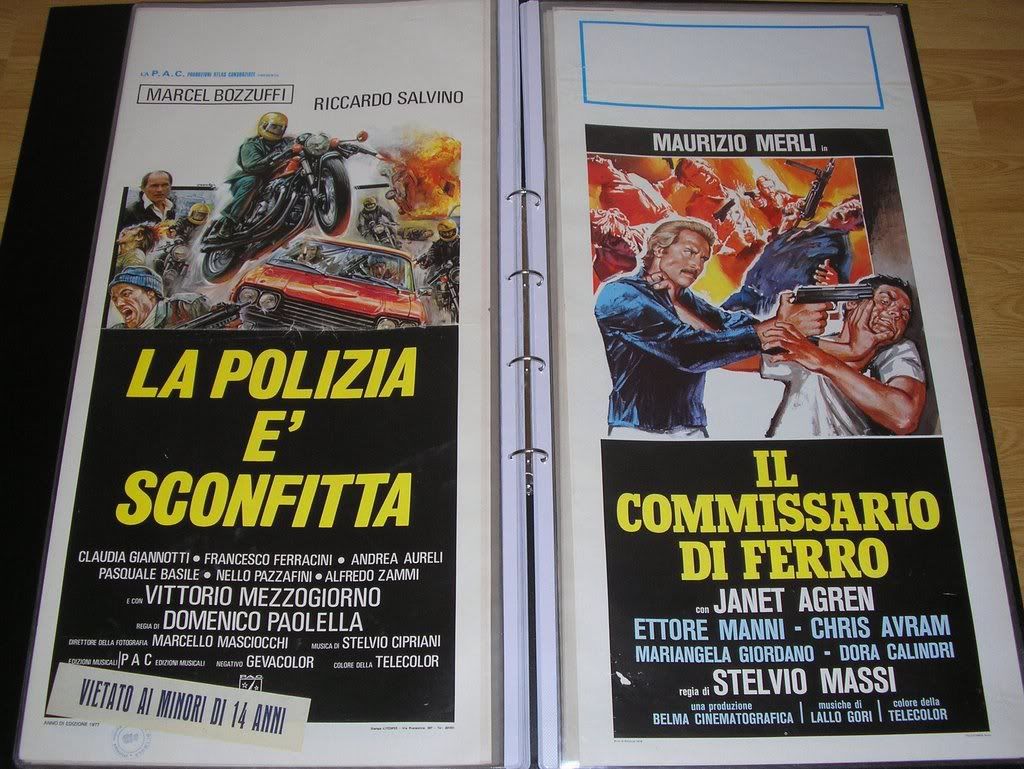 LA P.A.C. PRODUZIONI ATLAS CONSORZIATE PRESENTA
MARCEL BOZZUFFI
RICCARDO SALVINO
LA POLIZIA
E'
SCONFITTA
CLAUDIA GIANNOTTI • FRANCESCO FERRACINI • ANDREA AURELI
PASQUALE BASILE • NELLO PAZZAFINI • ALFREDO ZAMMI
E CON VITTORIO MEZZOGIORNO
REGIA DI DOMENICO PAOLELLA
DIRETTORE DELLA FOTOGRAFIA MARCELLO MASCIOCCHI MUSICA DI STELVIO CIPRIANI
EDIZIONI MUSICALI P A C EDIZIONI MUSICALI NEGATIVO GEVACOLOR COLORE DELLA TELECOLOR
VIETATO AI MINORI DI 14 ANNI
ANNO DI EDIZIONE 1977
MAURIZIO MERLI in
IL
COMMISSARIO
DI FERRO
con JANET AGREN
ETTORE MANNI - CHRIS AVRAM
MARIANGELA GIORDANO - DORA CALINDRI
regia di STELVIO MASSI
una produzione BELMA CINEMATOGRAFICA
musiche di LALLO GORI
colore della TELECOLOR